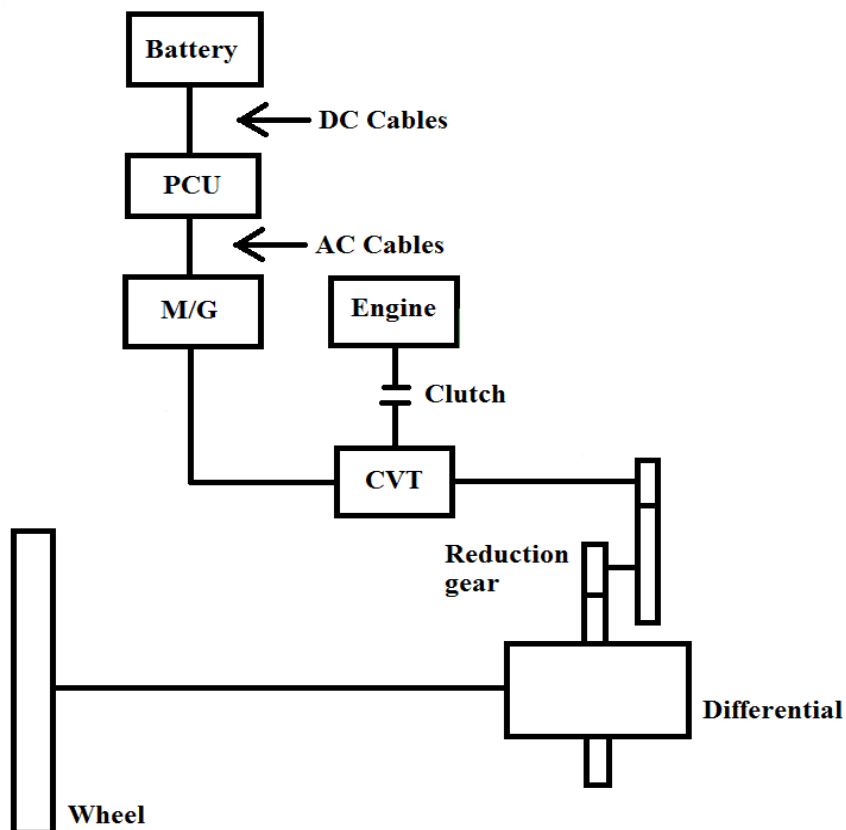 Battery
DC Cables
PCU
AC Cables
M/G
Engine
Clutch
CVT
Reduction
gear
Differential
Wheel